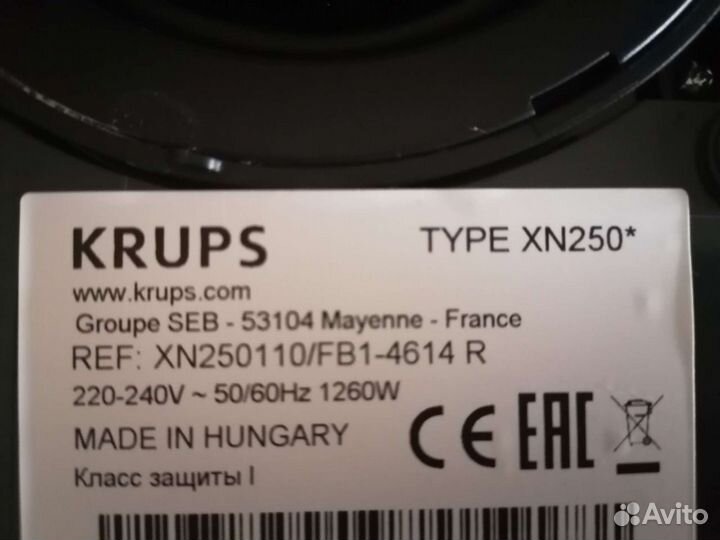 KRUPS
TYPE XN250*
www.krups.com
Groupe SEB - 53104 Mayenne - France
REF: XN250110/FB1-4614 R
220-240V ~ 50/60Hz 1260W
MADE IN HUNGARY
Класс защиты I
CE EAC
Avito